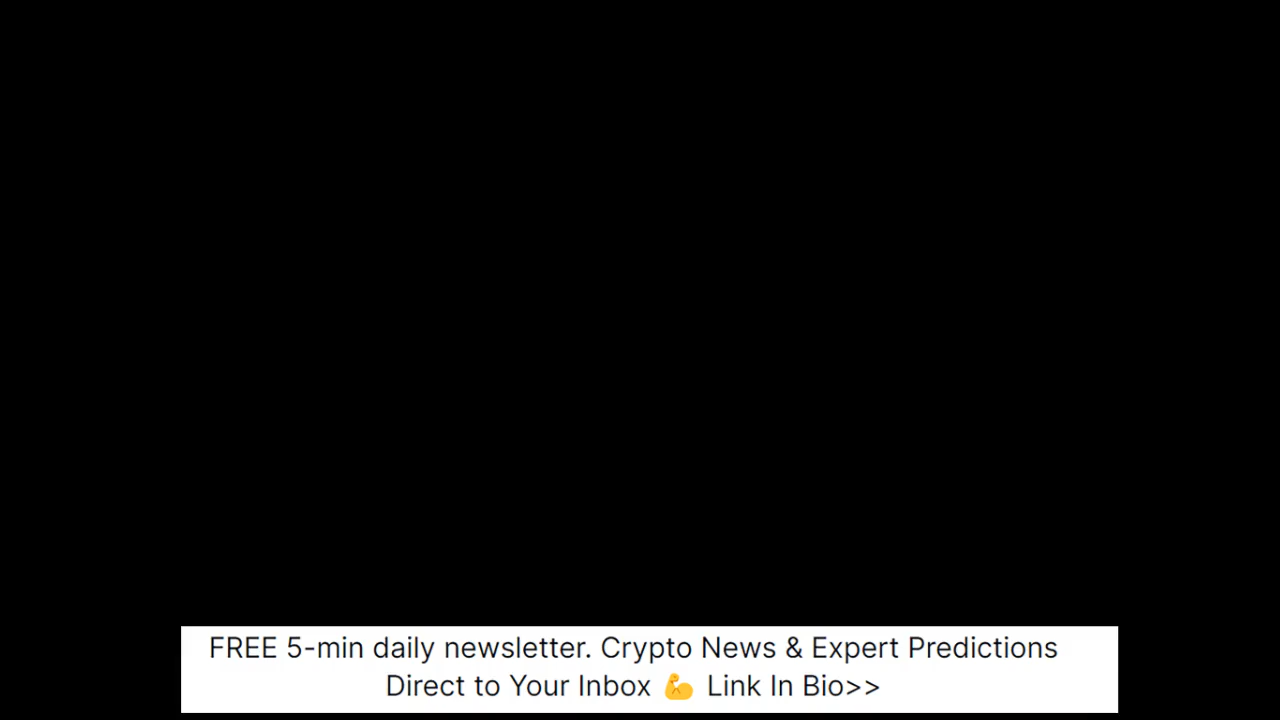 FREE 5-min daily newsletter. Crypto News & Expert Predictions
Direct to Your Inbox 💪 Link In Bio>>